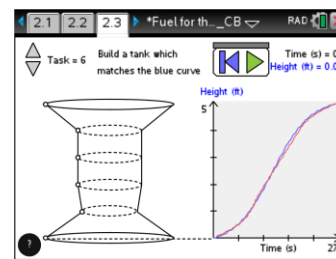 2.1 2.2 2.3 *Fuel for th..._CB RAD
Task = 6
Build a tank which
matches the blue curve
Time (s) = 0
Height (ft) = 0.0
Height (ft)
5
Time (s)
27
?